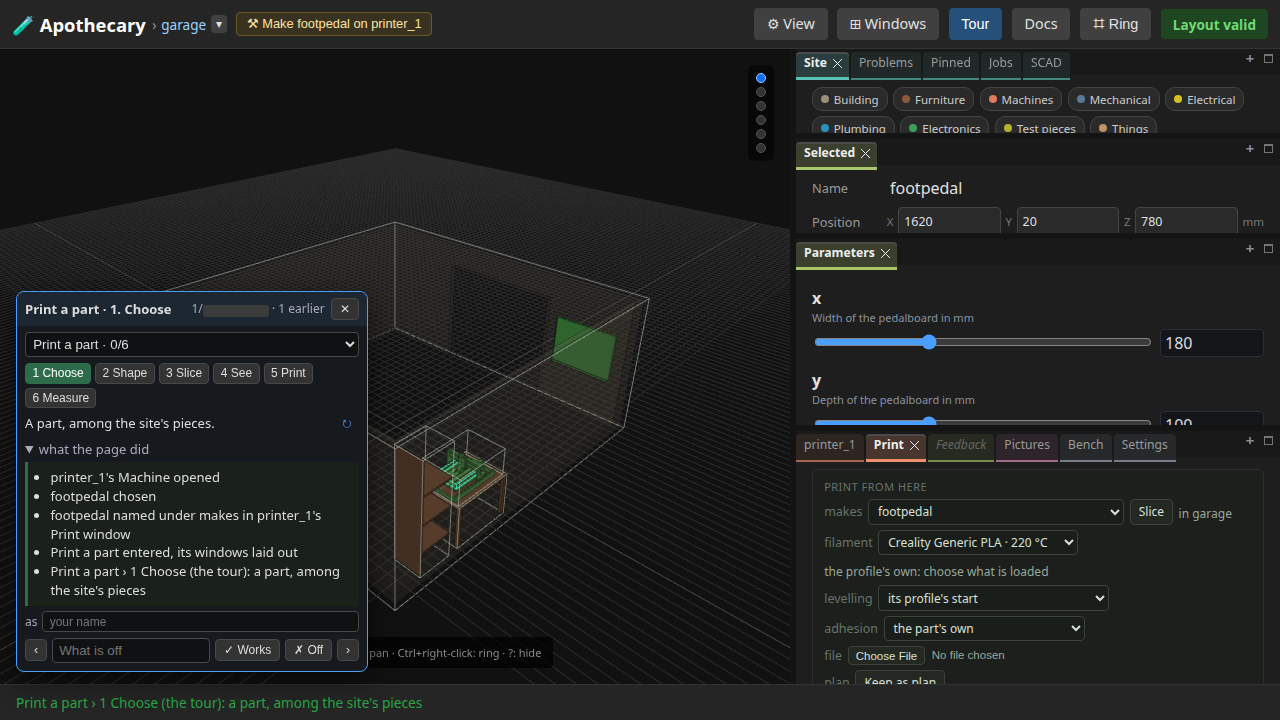 🧪 Apothecary › garage ▾ ⚒ Make footpedal on printer_1 ⚙ View ⊞ Windows Tour Docs ⌗ Ring Layout valid
Site Problems Pinned Jobs SCAD
Building Furniture Machines Mechanical Electrical
Plumbing Electronics Test pieces Things
Selected
Name footpedal
Position X 1620 Y 20 Z 780 mm
Parameters
x
Width of the pedalboard in mm
180
y
Depth of the pedalboard in mm
100
printer_1 Print Feedback Pictures Bench Settings
PRINT FROM HERE
makes footpedal Slice in garage
filament Creality Generic PLA · 220 °C
the profile's own: choose what is loaded
levelling its profile's start
adhesion the part's own
file Choose File No file chosen
plan Keep as plan
Print a part · 1. Choose 1/ · 1 earlier ✕
Print a part · 0/6
1 Choose 2 Shape 3 Slice 4 See 5 Print
6 Measure
A part, among the site's pieces. ↻
▼ what the page did
• printer_1's Machine opened
• footpedal chosen
• footpedal named under makes in printer_1's
Print window
• Print a part entered, its windows laid out
• Print a part › 1 Choose (the tour): a part, among
the site's pieces
as your name
‹ What is off ✓ Works ✗ Off ›
pan · Ctrl+right-click: ring · ?: hide
Print a part › 1 Choose (the tour): a part, among the site's pieces